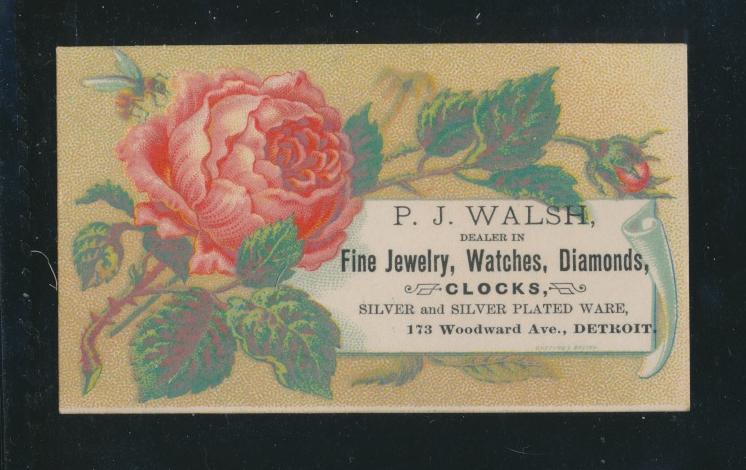 P. J. WALSH,
DEALER IN
Fine Jewelry, Watches, Diamonds,
CLOCKS,
SILVER and SILVER PLATED WARE,
173 Woodward Ave., DETROIT.